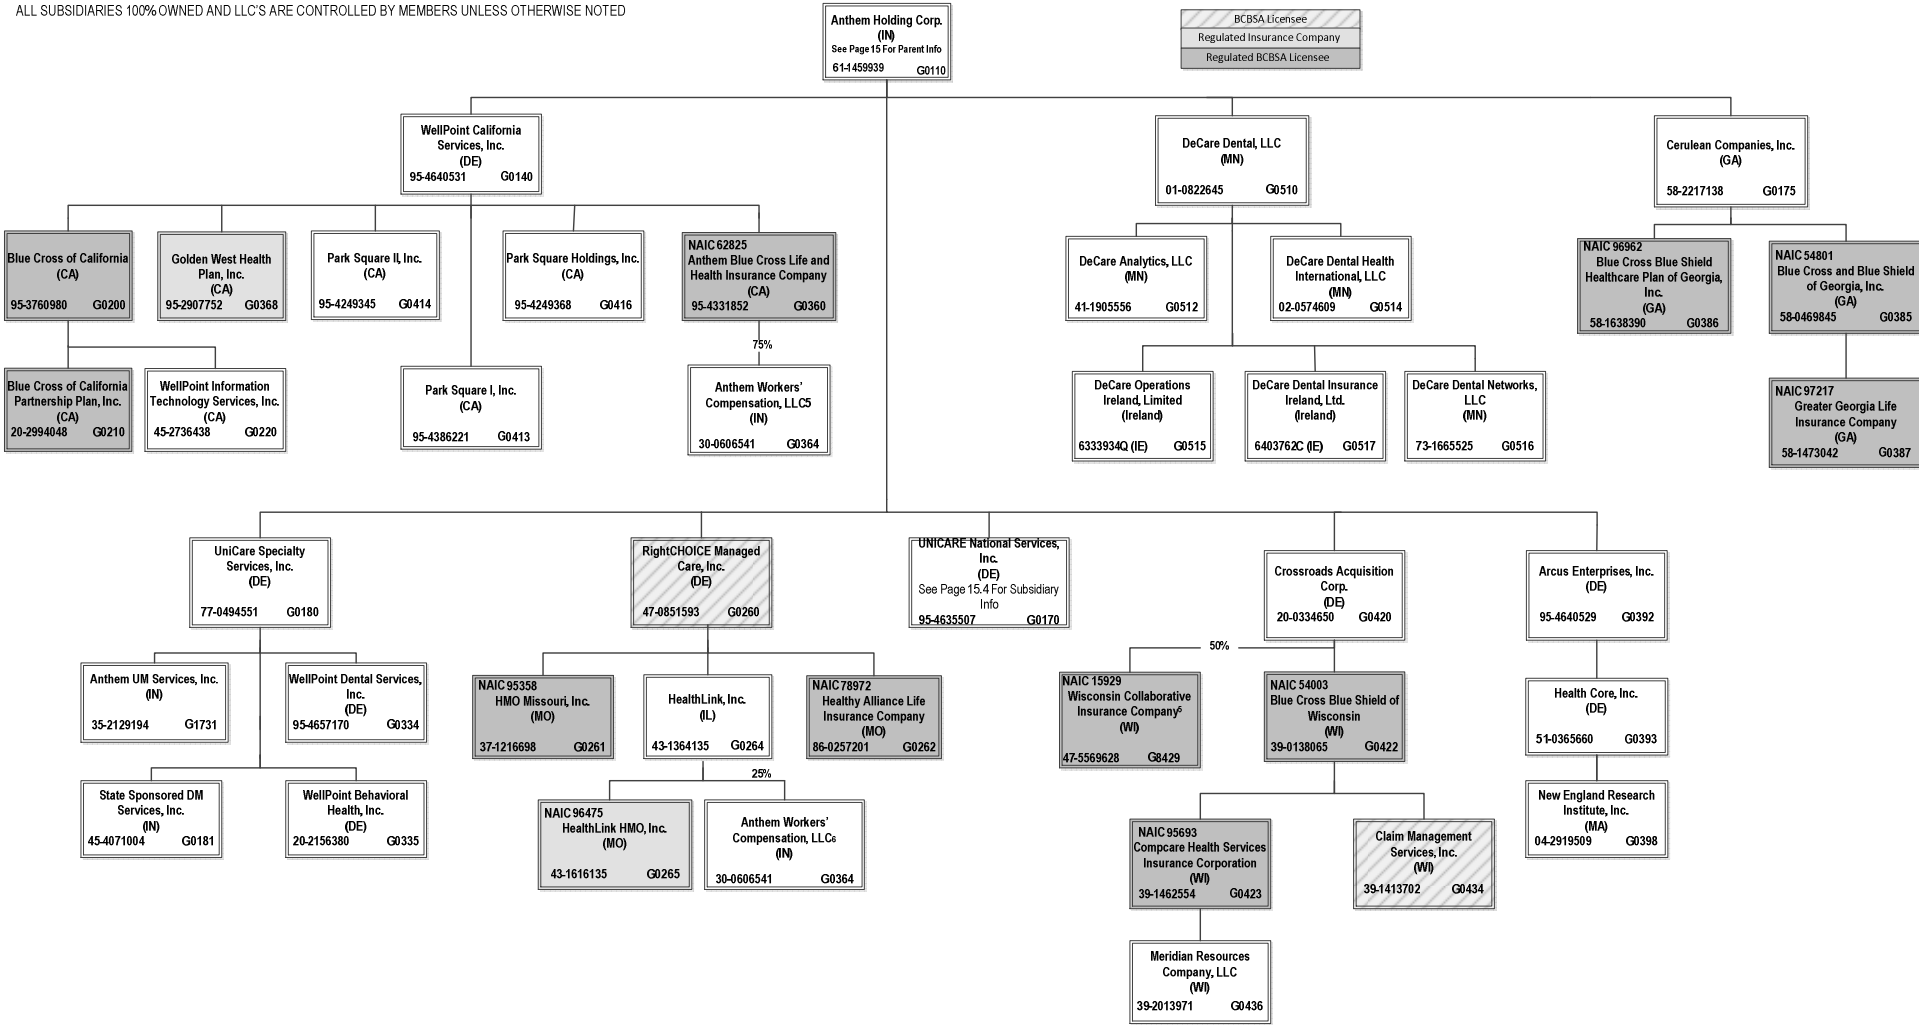 ALL SUBSIDIARIES 100% OWNED AND LLC'S ARE CONTROLLED BY MEMBERS UNLESS OTHERWISE NOTED
Anthem Holding Corp.
(IN)
See Page 15 For Parent Info
61-1459939 G0110
BCBSA Licensee
Regulated Insurance Company
Regulated BCBSA Licensee
WellPoint California
Services, Inc.
(DE)
95-4640531 G0140
DeCare Dental, LLC
(MN)
01-0822645 G0510
Cerulean Companies, Inc.
(GA)
58-2217138 G0175
Blue Cross of California
(CA)
95-3760980 G0200
Golden West Health
Plan, Inc.
(CA)
95-2907752 G0368
Park Square II, Inc.
(CA)
95-4249345 G0414
Park Square Holdings, Inc.
(CA)
95-4249368 G0416
NAIC 62825
Anthem Blue Cross Life and
Health Insurance Company
(CA)
95-4331852 G0360
DeCare Analytics, LLC
(MN)
41-1905556 G0512
DeCare Dental Health
International, LLC
(MN)
02-0574609 G0514
NAIC 96962
Blue Cross Blue Shield
Healthcare Plan of Georgia,
Inc.
(GA)
58-1638390 G0386
NAIC 54801
Blue Cross and Blue Shield
of Georgia, Inc.
(GA)
58-0469845 G0385
75%
Blue Cross of California
Partnership Plan, Inc.
(CA)
20-2994048 G0210
WellPoint Information
Technology Services, Inc.
(CA)
45-2736438 G0220
Park Square I, Inc.
(CA)
95-4386221 G0413
Anthem Workers'
Compensation, LLC5
(IN)
30-0606541 G0364
DeCare Operations
Ireland, Limited
(Ireland)
6333934Q (IE) G0515
DeCare Dental Insurance
Ireland, Ltd.
(Ireland)
6403762C (IE) G0517
DeCare Dental Networks,
LLC
(MN)
73-1665525 G0516
NAIC 97217
Greater Georgia Life
Insurance Company
(GA)
58-1473042 G0387
UniCare Specialty
Services, Inc.
(DE)
77-0494551 G0180
RightCHOICE Managed
Care, Inc.
(DE)
47-0851593 G0260
UNICARE National Services,
Inc.
(DE)
See Page 15.4 For Subsidiary
Info
95-4635507 G0170
Crossroads Acquisition
Corp.
(DE)
20-0334650 G0420
Arcus Enterprises, Inc.
(DE)
95-4640529 G0392
50%
Anthem UM Services, Inc.
(IN)
35-2129194 G1731
WellPoint Dental Services,
Inc.
(DE)
95-4657170 G0334
NAIC 95358
HMO Missouri, Inc.
(MO)
37-1216698 G0261
HealthLink, Inc.
(IL)
43-1364135 G0264
NAIC 78972
Healthy Alliance Life
Insurance Company
(MO)
86-0257201 G0262
NAIC 15929
Wisconsin Collaborative
Insurance Company5
(WI)
47-5569628 G8429
NAIC 54003
Blue Cross Blue Shield of
Wisconsin
(WI)
39-0138065 G0422
Health Core, Inc.
(DE)
51-0365660 G0393
25%
State Sponsored DM
Services, Inc.
(IN)
45-4071004 G0181
WellPoint Behavioral
Health, Inc.
(DE)
20-2156380 G0335
NAIC 96475
HealthLink HMO, Inc.
(MO)
43-1616135 G0265
Anthem Workers'
Compensation, LLC6
(IN)
30-0606541 G0364
NAIC 95693
Compcare Health Services
Insurance Corporation
(WI)
39-1462554 G0423
Claim Management
Services, Inc.
(WI)
39-1413702 G0434
New England Research
Institute, Inc.
(MA)
04-2919509 G0398
Meridian Resources
Company, LLC
(WI)
39-2013971 G0436